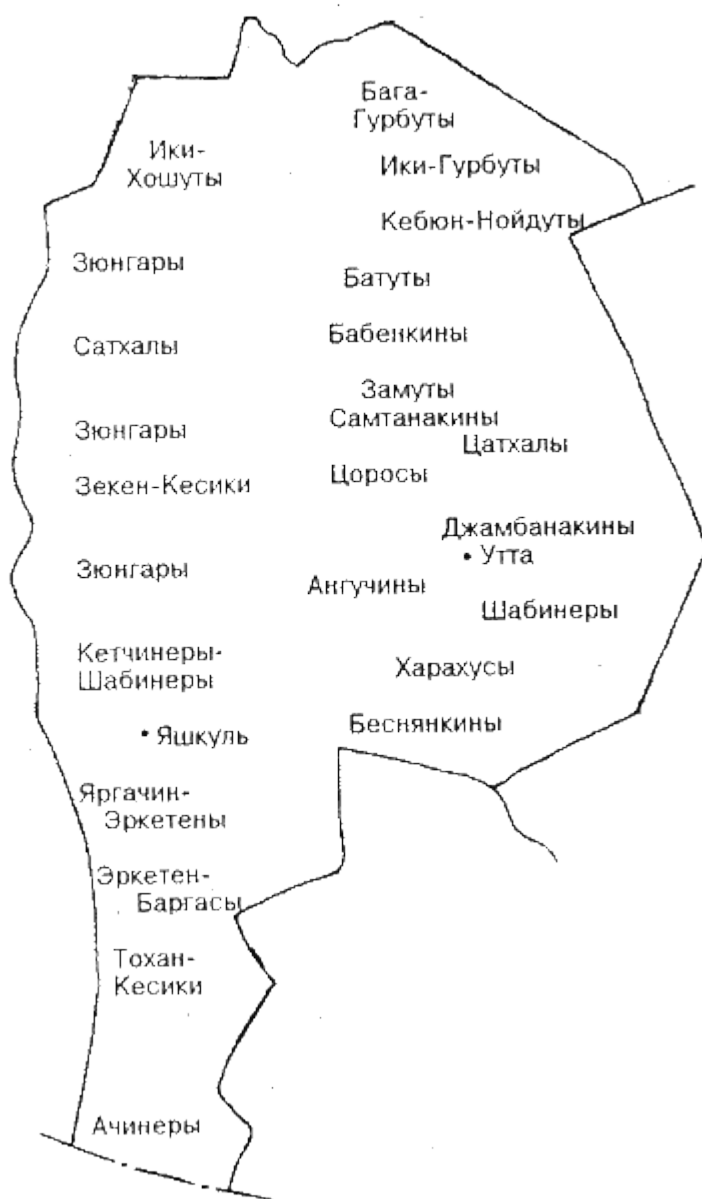 Бага-
Гурбуты
Ики-
Хошуты
Ики-Гурбуты
Кебюн-Нойдуты
Зюнгары
Батуты
Бабенкины
Сатхалы
Замуты
Самтанакины
Зюнгары
Цатхалы
Цоросы
Зекен-Кесики
Джамбанакины
Утта
Зюнгары
Ангучины
Шабинеры
Кетчинеры-
Шабинеры
Харахусы
Беснянкины
Яшкуль
Яргачин-
Эркетены
Эркетен-
Баргасы
Тохан-
Кесики
Ачинеры